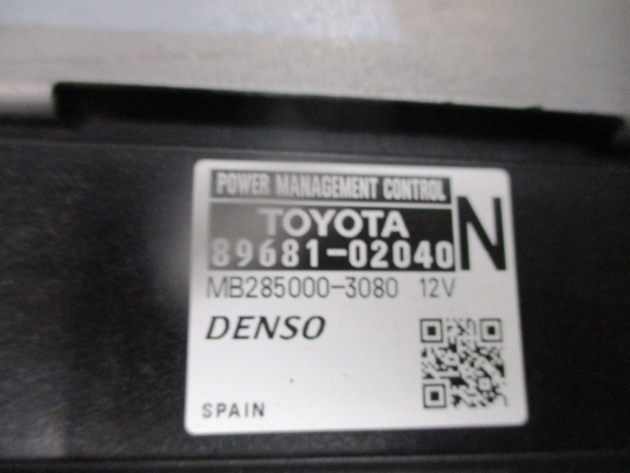 POWER MANAGEMENT CONTROL
TOYOTA
89681-02040
N
MB285000-3080 12V
DENSO
SPAIN